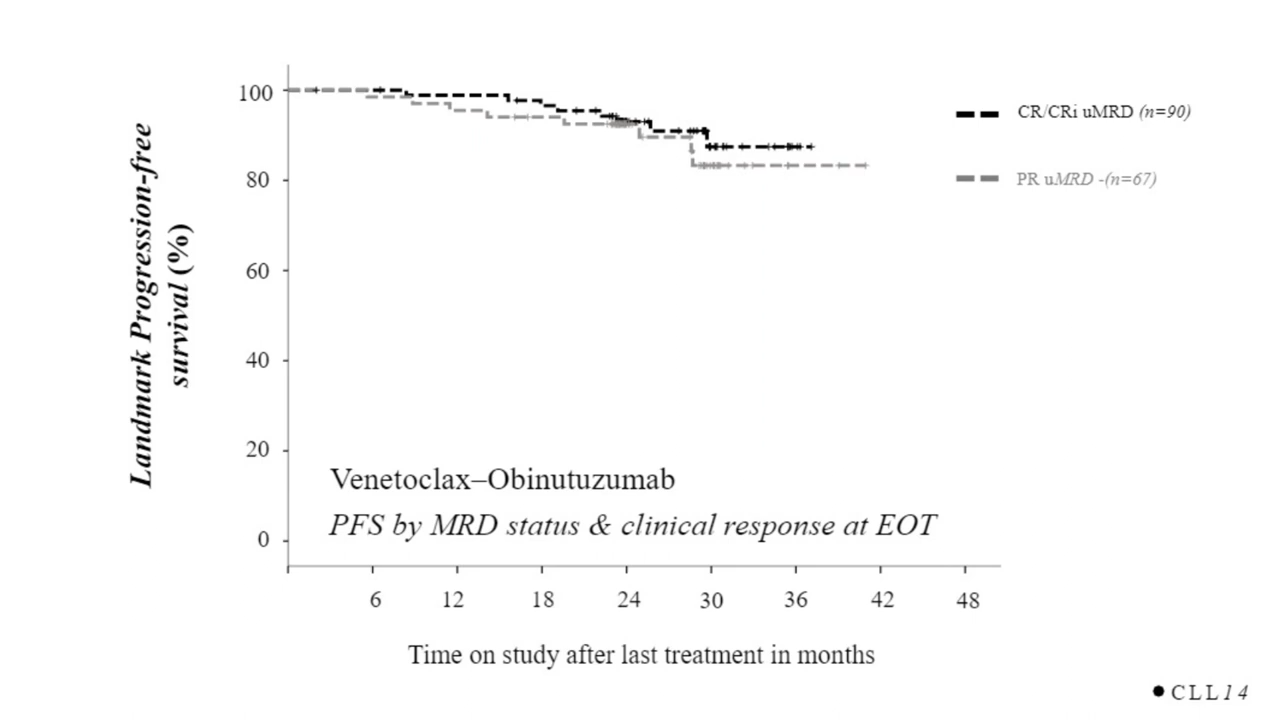 Landmark Progression-free
survival (%)
100
80
60
40
20
0
CR/CRi uMRD (n=90)
PR uMRD -(n=67)
Venetoclax–Obinutuzumab
PFS by MRD status & clinical response at EOT
6 12 18 24 30 36 42 48
Time on study after last treatment in months
CLL14